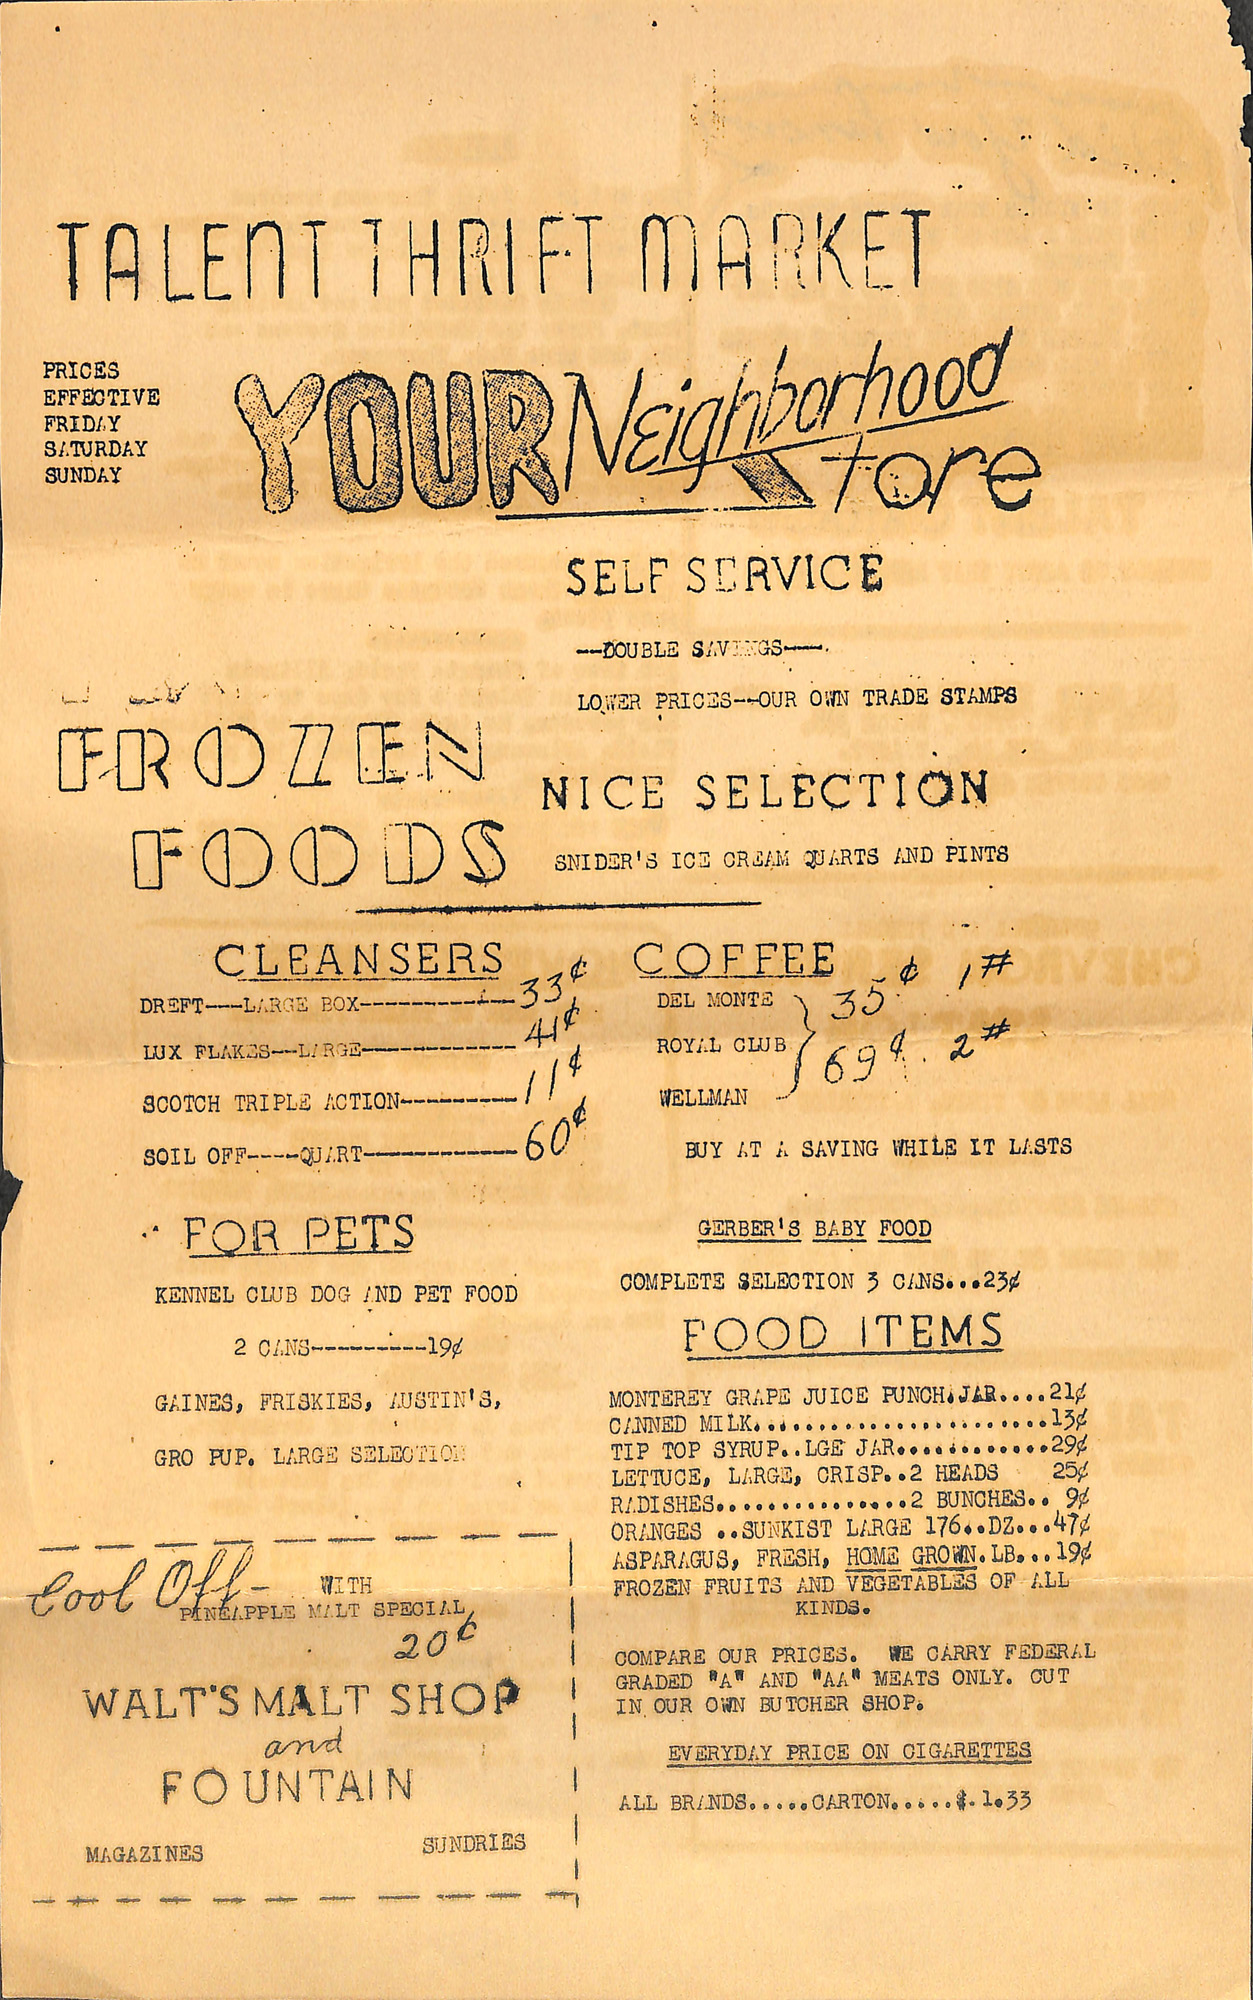 TALENT THRIFT MARKET
PRICES
EFFECTIVE
FRIDAY
SATURDAY
SUNDAY
YOUR Neighborhood
Store
SELF SERVICE
--DOUBLE SAVINGS--
LOWER PRICES--OUR OWN TRADE STAMPS
FROZEN
FOODS
NICE SELECTION
SNIDER'S ICE CREAM QUARTS AND PINTS
CLEANSERS
DREFT---LARGE BOX------------33¢
LUX FLAKES--LARGE------------41¢
SCOTCH TRIPLE ACTION---------11¢
SOIL OFF----QUART------------60¢
COFFEE
DEL MONTE } 35¢ 1#
ROYAL CLUB } 69¢. 2#
WELLMAN
BUY AT A SAVING WHILE IT LASTS
FOR PETS
KENNEL CLUB DOG AND PET FOOD
2 CANS---------19¢
GAINES, FRISKIES, AUSTIN'S,
GRO PUP. LARGE SELECTION
GERBER'S BABY FOOD
COMPLETE SELECTION 3 CANS...23¢
FOOD ITEMS
MONTEREY GRAPE JUICE PUNCH.JAR....21¢
CANNED MILK.......................13¢
TIP TOP SYRUP..LGE JAR............29¢
LETTUCE, LARGE, CRISP..2 HEADS 25¢
RADISHES...............2 BUNCHES.. 9¢
ORANGES ..SUNKIST LARGE 176..DZ...47¢
ASPARAGUS, FRESH, HOME GROWN.LB...19¢
FROZEN FRUITS AND VEGETABLES OF ALL
KINDS.
COMPARE OUR PRICES. WE CARRY FEDERAL
GRADED "A" AND "AA" MEATS ONLY. CUT
IN OUR OWN BUTCHER SHOP.
EVERYDAY PRICE ON CIGARETTES
ALL BRANDS.....CARTON.....$.1.33
Cool Off- WITH
PINEAPPLE MALT SPECIAL
20¢
WALT'S MALT SHOP
and
FOUNTAIN
MAGAZINES SUNDRIES